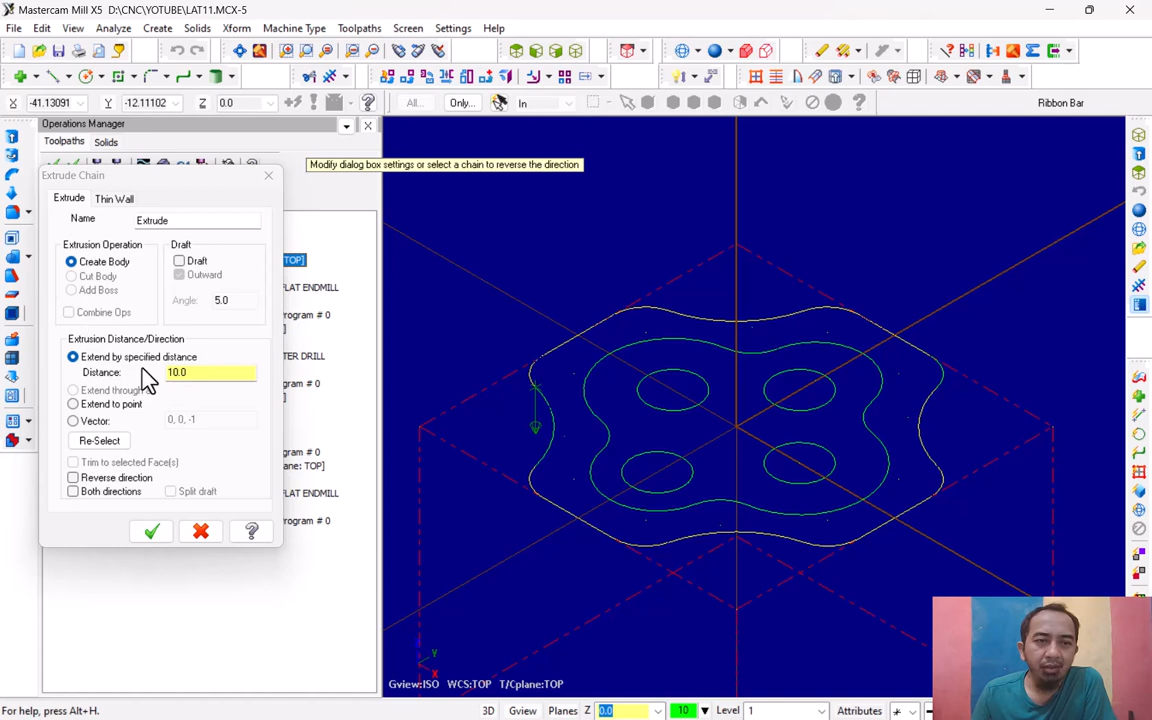 Mastercam Mill X5  D:\CNC\YOTUBE\LAT11.MCX-5
File Edit View Analyze Create Solids Xform Machine Type Toolpaths Screen Settings Help
X -41.13091 Y -12.11102 Z 0.0 All... Only... In Ribbon Bar
Operations Manager
Toolpaths Solids
Modify dialog box settings or select a chain to reverse the direction
Extrude Chain
Extrude Thin Wall
Name Extrude
Extrusion Operation Draft
Create Body Draft
Cut Body Outward
Add Boss
Angle: 5.0
Combine Ops
Extrusion Distance/Direction
Extend by specified distance
Distance: 10.0
Extend through
Extend to point
Vector: 0, 0, -1
Re-Select
Trim to selected Face(s)
Reverse direction
Both directions Split draft
TOP]
FLAT ENDMILL
Program # 0
TER DRILL
gram # 0
ogram # 0
plane: TOP]
FLAT ENDMILL
rogram # 0
Y
X
Gview:ISO WCS:TOP T/Cplane:TOP
For help, press Alt+H.
3D Gview Planes Z 0.0 10 Level 1 Attributes